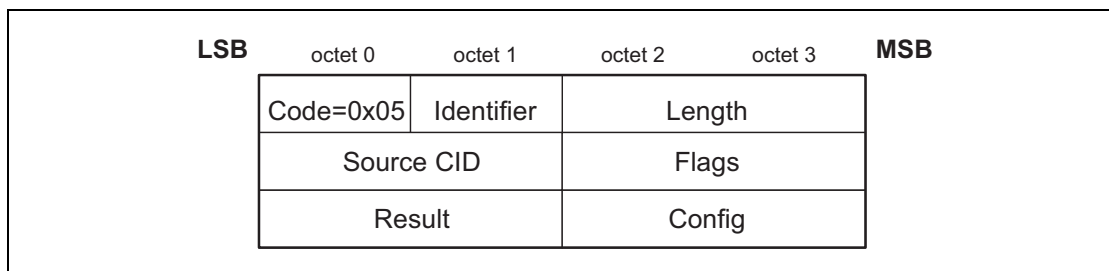 LSB octet 0 octet 1 octet 2 octet 3 MSB
Code=0x05 Identifier Length
Source CID Flags
Result Config